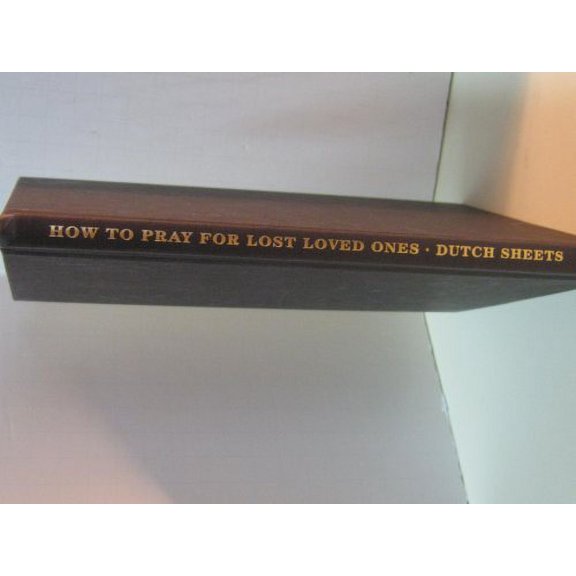 HOW TO PRAY FOR LOST LOVED ONES · DUTCH SHEETS